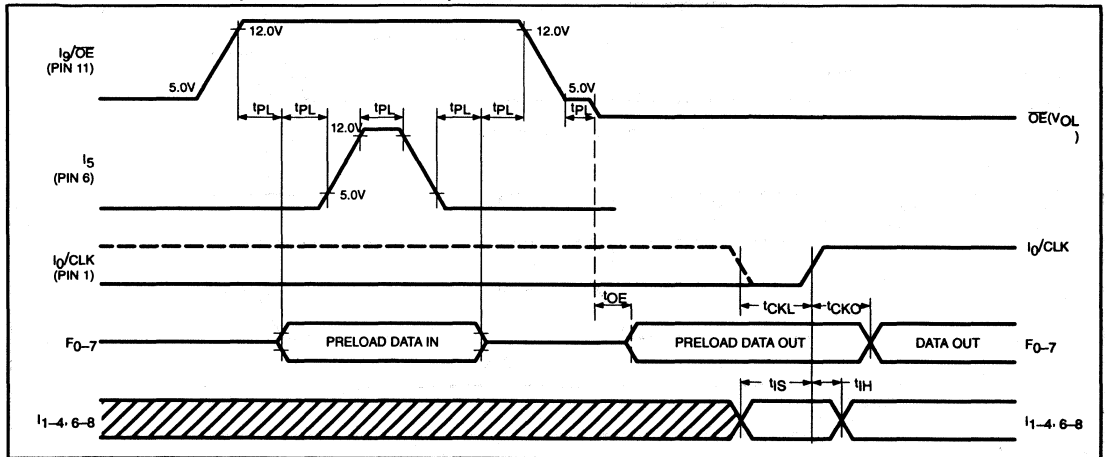 I9/OE
(PIN 11)
5.0V
12.0V
12.0V
5.0V
tPL tPL tPL tPL tPL tPL
OE(VOL
)
I5
(PIN 6)
12.0V
5.0V
I0/CLK
(PIN 1)
I0/CLK
tOE
tCKL
tCKO
F0–7
PRELOAD DATA IN
PRELOAD DATA OUT
DATA OUT
F0–7
tIS
tIH
I1–4, 6–8
I1–4, 6–8